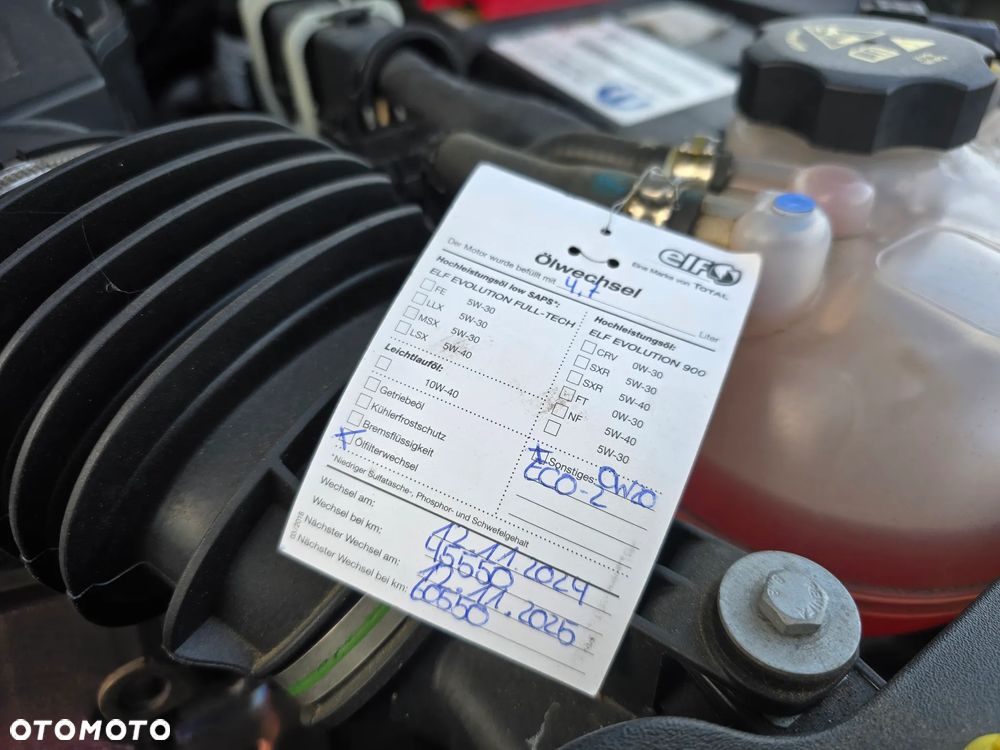 elf
Eine Marke von TOTAL
Ölwechsel
Der Motor wurde befüllt mit 4,7 Liter
Hochleistungsöl low SAPS*:
ELF EVOLUTION FULL-TECH
FE 5W-30
LLX 5W-30
MSX 5W-30
LSX 5W-40
Leichtlauföl:
10W-40
Getriebeöl
Kühlerfrostschutz
Bremsflüssigkeit
x Ölfilterwechsel
Hochleistungsöl:
ELF EVOLUTION 900
CRV 0W-30
SXR 5W-30
SXR 5W-40
FT 0W-30
NF 5W-40
5W-30
x Sonstiges: 0W20
ECO-2
*Niedriger Sulfatasche-, Phosphor- und Schwefelgehalt
Wechsel am: 12.11.2024
Wechsel bei km: 45550
Nächster Wechsel am: 12.11.2025
Nächster Wechsel bei km: 60550
OTOMOTO